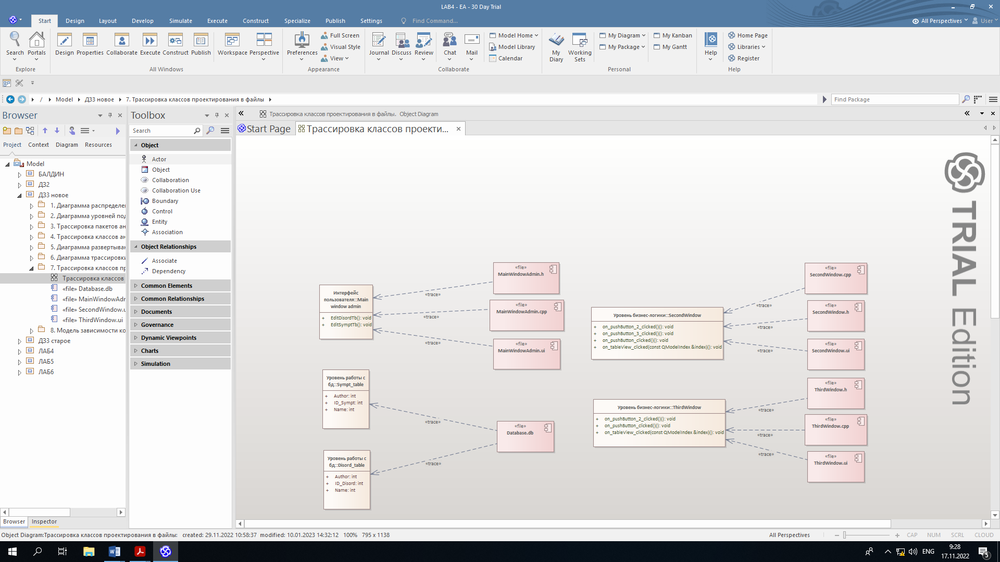 LAB4 - EA - 30 Day Trial
Start
Design
Layout
Develop
Simulate
Execute
Construct
Specialize
Publish
Settings
Find Command...
All Perspectives
User
Search
Portals
Explore
Design
Properties
Collaborate
Execute
Construct
Publish
All Windows
Workspace
Perspective
Preferences
Full Screen
Visual Style
View
Appearance
Journal
Discuss
Review
Chat
Mail
Model Home
Model Library
Calendar
Collaborate
My Diary
Working Sets
My Diagram
My Package
My Kanban
My Gantt
Personal
Help
Home Page
Libraries
Register
Help
/ Model ДЗ3 новое 7. Трассировка классов проектирования в файлы
Find Package
Browser
Project Context Diagram Resources
Model
БАЛДИН
ДЗ2
ДЗ3 новое
1. Диаграмма распределе
2. Диаграмма уровней под
3. Трассировка пакетов ан
4. Трассировка классов ан
5. Диаграмма развертыван
6. Диаграмма трассировки
7. Трассировка классов пр
Трассировка классов
«file» Database.db
«file» MainWindowAdr
«file» SecondWindow.u
«file» ThirdWindow.ui
8. Модель зависимости ко
ДЗ3 старое
ЛАБ4
ЛАБ5
ЛАБ6
Browser Inspector
Toolbox
Search
Object
Actor
Object
Collaboration
Collaboration Use
Boundary
Control
Entity
Association
Object Relationships
Associate
Dependency
Common Elements
Common Relationships
Documents
Governance
Dynamic Viewpoints
Charts
Simulation
Трассировка классов проектирования в файлы. Object Diagram
Start Page
Трассировка классов проекти...
Интерфейс
пользователя::Main
window admin
+ EditDisordTb(): void
+ EditSymptTb(): void
«trace»
«trace»
«trace»
«file»
MainWindowAdmin.h
«file»
MainWindowAdmin.cpp
«file»
MainWindowAdmin.ui
Уровень работы с
бд::Sympt_table
+ Author: int
+ ID_Sympt: int
+ Name: int
Уровень работы с
бд::Disord_table
+ Author: int
+ ID_Disord: int
+ Name: int
«trace»
«trace»
«file»
Database.db
Уровень бизнес-логики::SecondWindow
+ on_pushButton_2_clicked()(): void
+ on_pushButton_3_clicked()(): void
+ on_pushButton_clicked()(): void
+ on_tableView_clicked(const QModelIndex &index)(): void
«trace»
«trace»
«trace»
«file»
SecondWindow.cpp
«file»
SecondWindow.h
«file»
SecondWindow.ui
Уровень бизнес-логики::ThirdWindow
+ on_pushButton_2_clicked()(): void
+ on_pushButton_clicked()(): void
+ on_tableView_clicked(const QModelIndex &index)(): void
«trace»
«trace»
«trace»
«file»
ThirdWindow.h
«file»
ThirdWindow.cpp
«file»
ThirdWindow.ui
TRIAL Edition
Object Diagram:Трассировка классов проектирования в файлы: created: 29.11.2022 10:58:37 modified: 10.01.2023 14:32:12 100% 795 x 1138
All Perspectives
CAP NUM SCRL CLOUD
ENG
9:28
17.11.2022
5